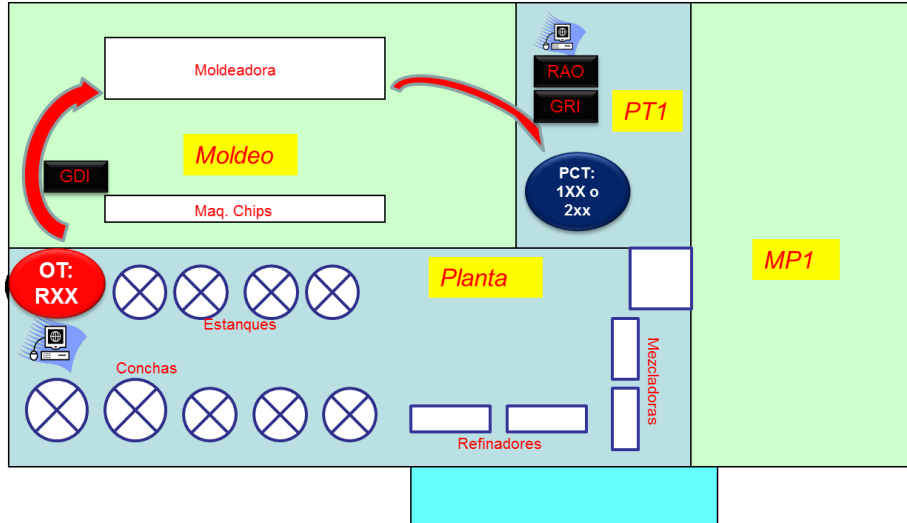 Moldeadora
RAO
GRI
PT1
Moldeo
GDI
PCT:
1XX o
2xx
Maq. Chips
OT:
RXX
Planta
MP1
Estanques
Conchas
Mezcladoras
Refinadores